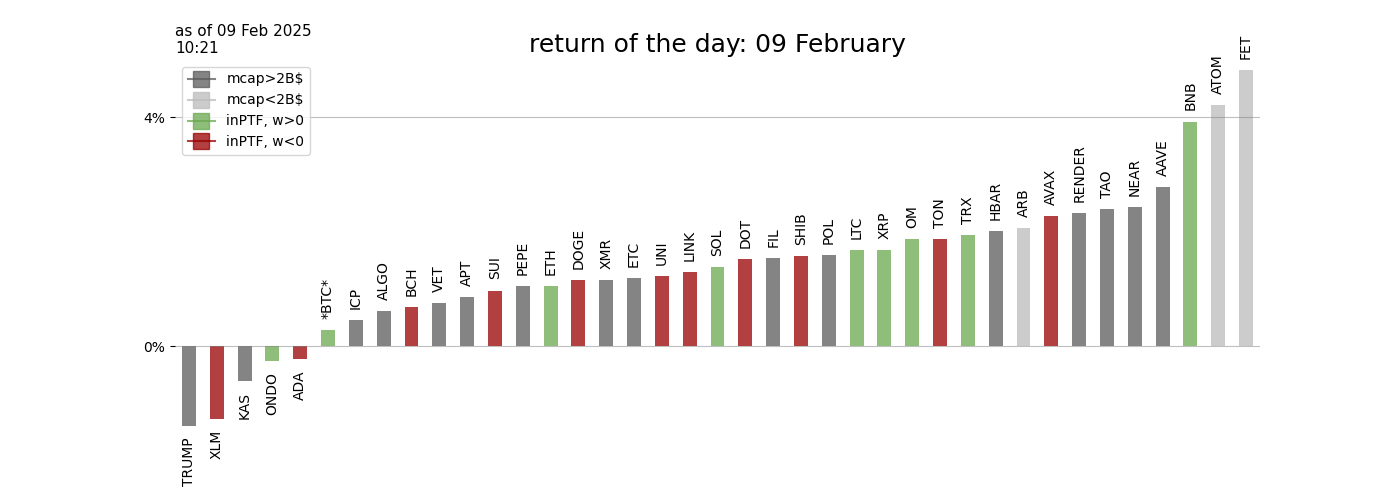 as of 09 Feb 2025
10:21
return of the day: 09 February
mcap>2B$
mcap<2B$
inPTF, w>0
inPTF, w<0
4%
0%
TRUMP
XLM
KAS
ONDO
ADA
*BTC*
ICP
ALGO
BCH
VET
APT
SUI
PEPE
ETH
DOGE
XMR
ETC
UNI
LINK
SOL
DOT
FIL
SHIB
POL
LTC
XRP
OM
TON
TRX
HBAR
ARB
AVAX
RENDER
TAO
NEAR
AAVE
BNB
ATOM
FET